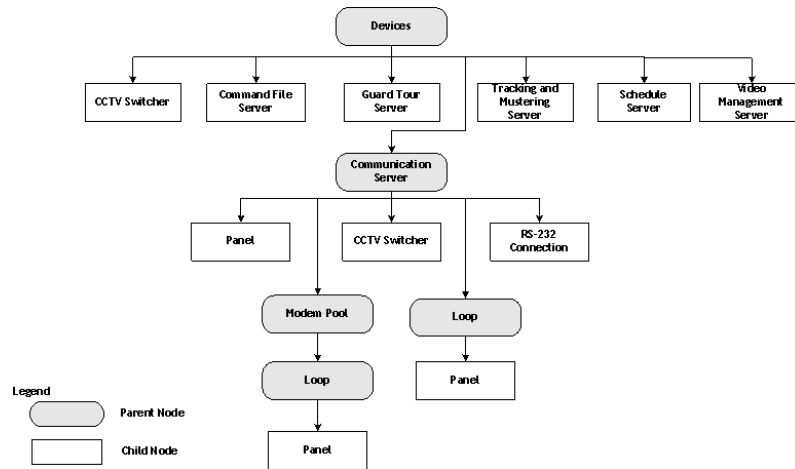 Devices
CCTV Switcher
Command File
Server
Guard Tour
Server
Tracking and
Mustering
Server
Schedule
Server
Video
Management
Server
Communication
Server
Panel
CCTV Switcher
RS-232
Connection
Modem Pool
Loop
Loop
Panel
Legend
Parent Node
Child Node
Panel